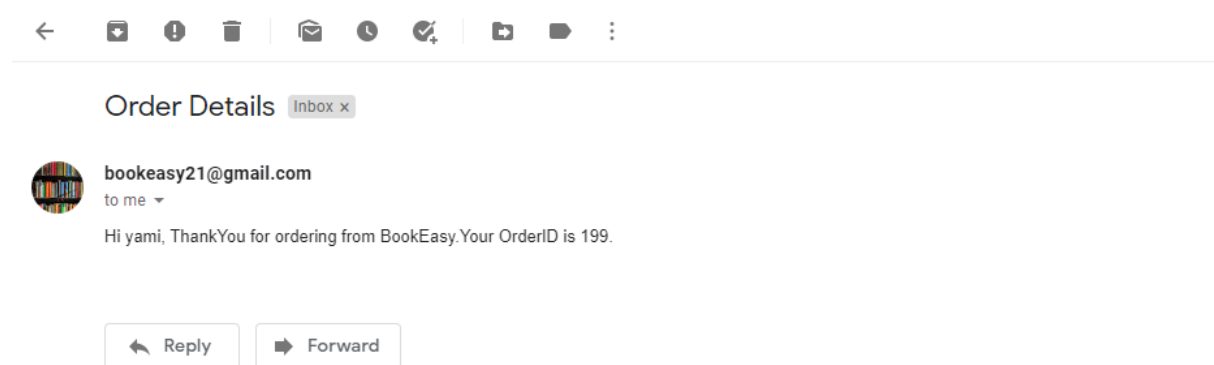 Order Details Inbox ×
bookeasy21@gmail.com
to me
Hi yami, ThankYou for ordering from BookEasy.Your OrderID is 199.
Reply Forward